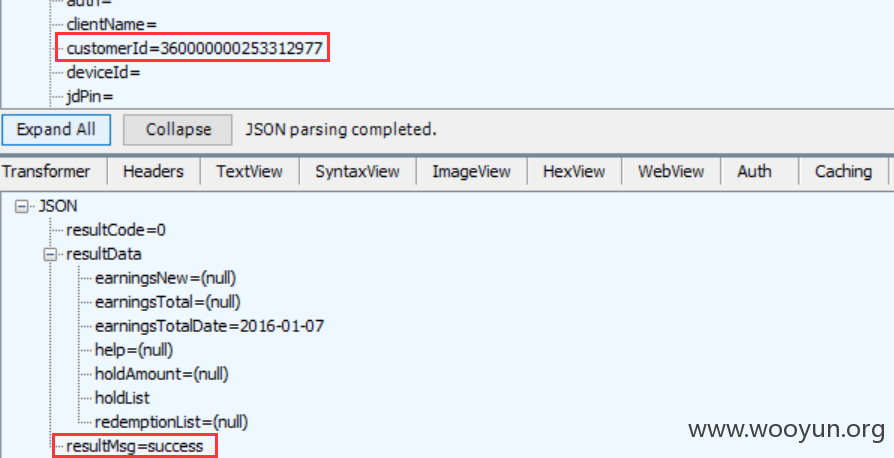 auth=
clientName=
customerId=360000000253312977
deviceId=
jdPin=
Expand All Collapse JSON parsing completed.
Transformer Headers TextView SyntaxView ImageView HexView WebView Auth Caching
JSON
resultCode=0
resultData
earningsNew=(null)
earningsTotal=(null)
earningsTotalDate=2016-01-07
help=(null)
holdAmount=(null)
holdList
redemptionList=(null)
resultMsg=success
www.wooyun.org